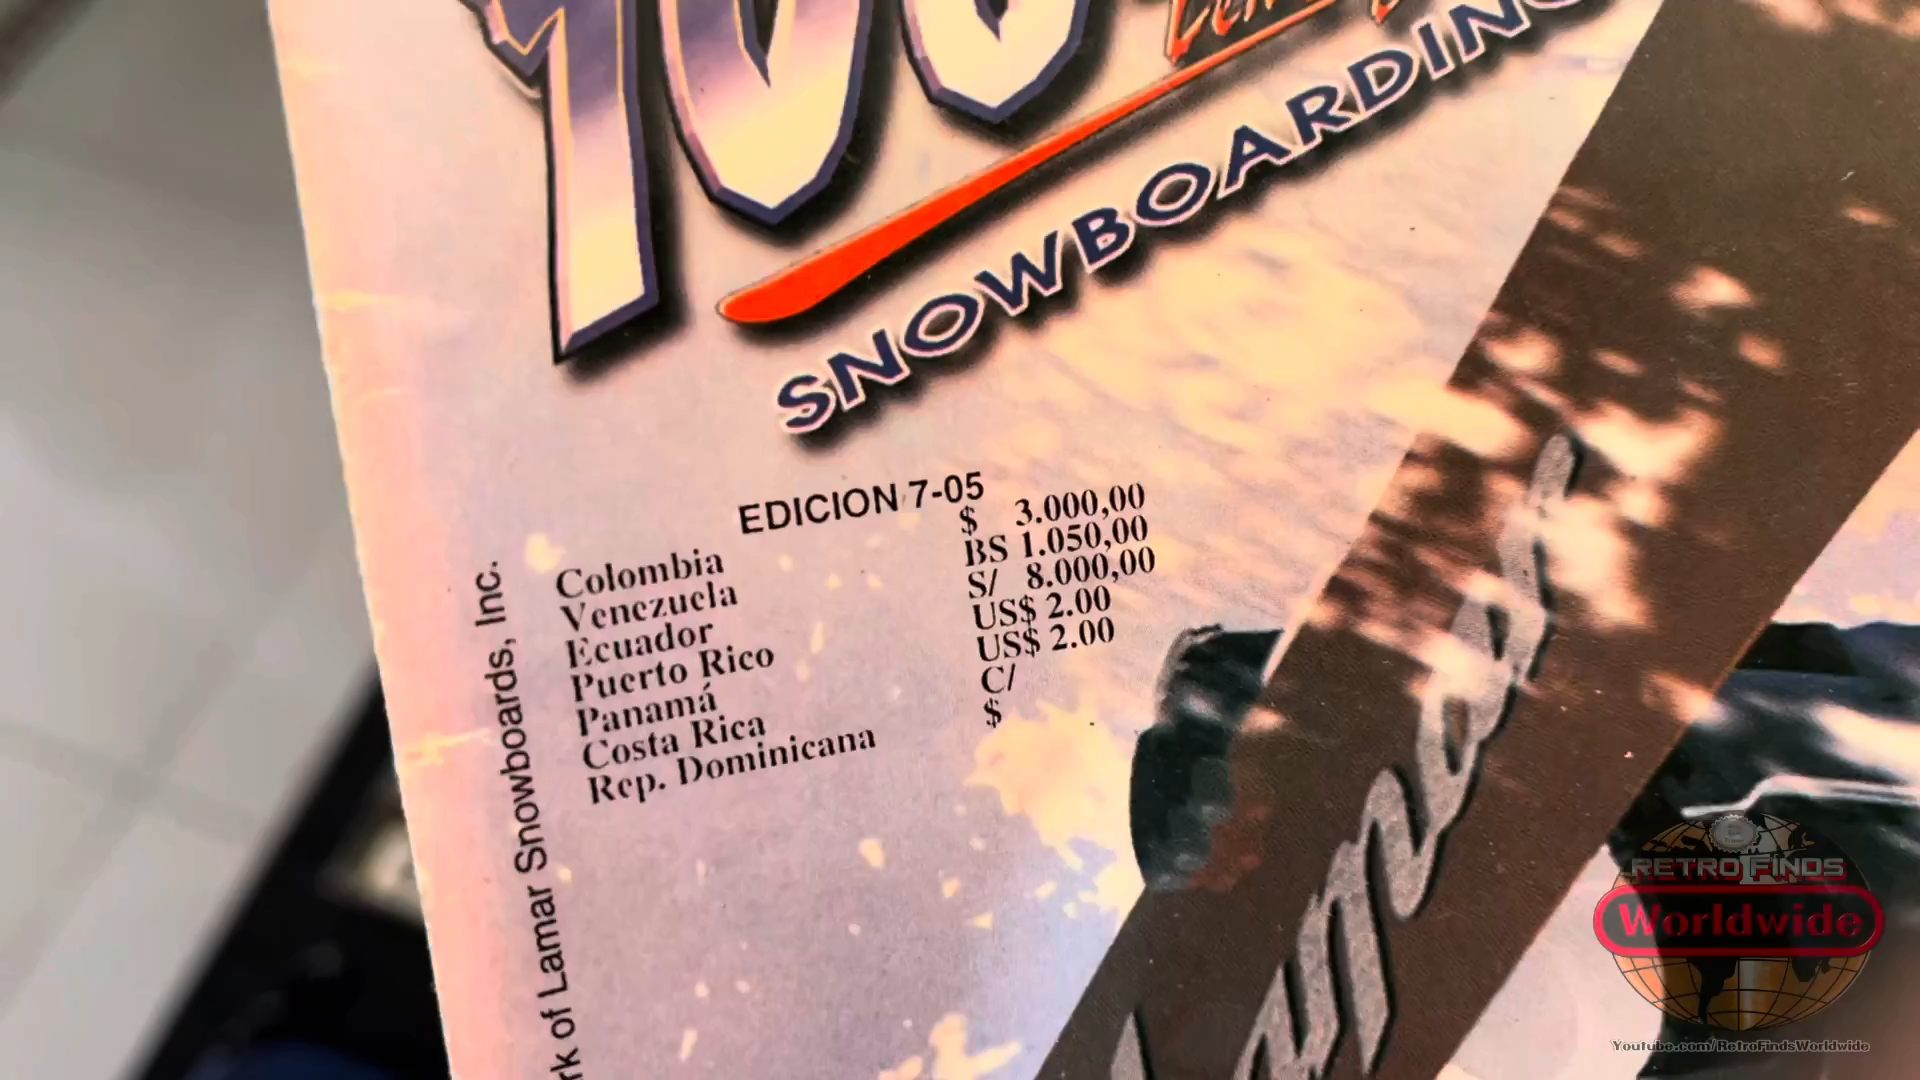 SNOWBOARDING
EDICION 7-05
Colombia $ 3.000,00
Venezuela BS 1.050,00
Ecuador S/ 8.000,00
Puerto Rico US$ 2.00
Panamá US$ 2.00
Costa Rica C/
Rep. Dominicana $
of Lamar Snowboards, Inc.
RETRO FINDS
Worldwide
Youtube.com/RetroFindsWorldwide